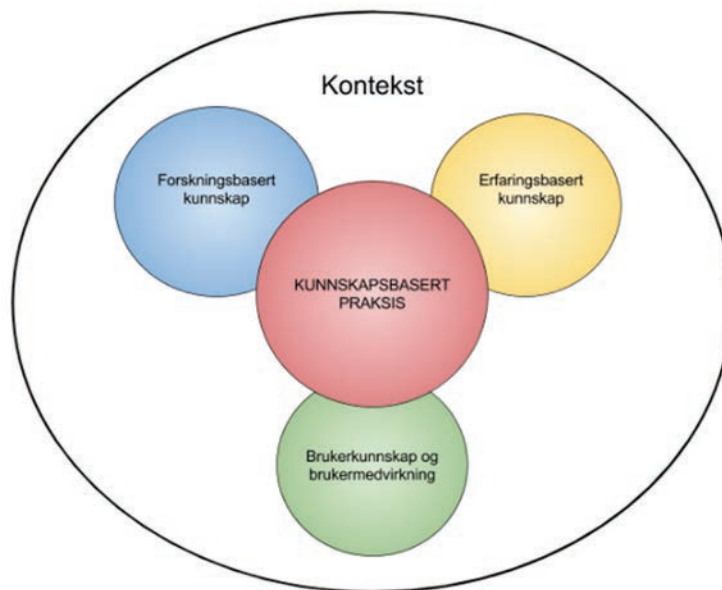 Kontekst
Forskningsbasert
kunnskap
Erfaringsbasert
kunnskap
KUNNSKAPSBASERT
PRAKSIS
Brukerkunnskap og
brukermedvirkning